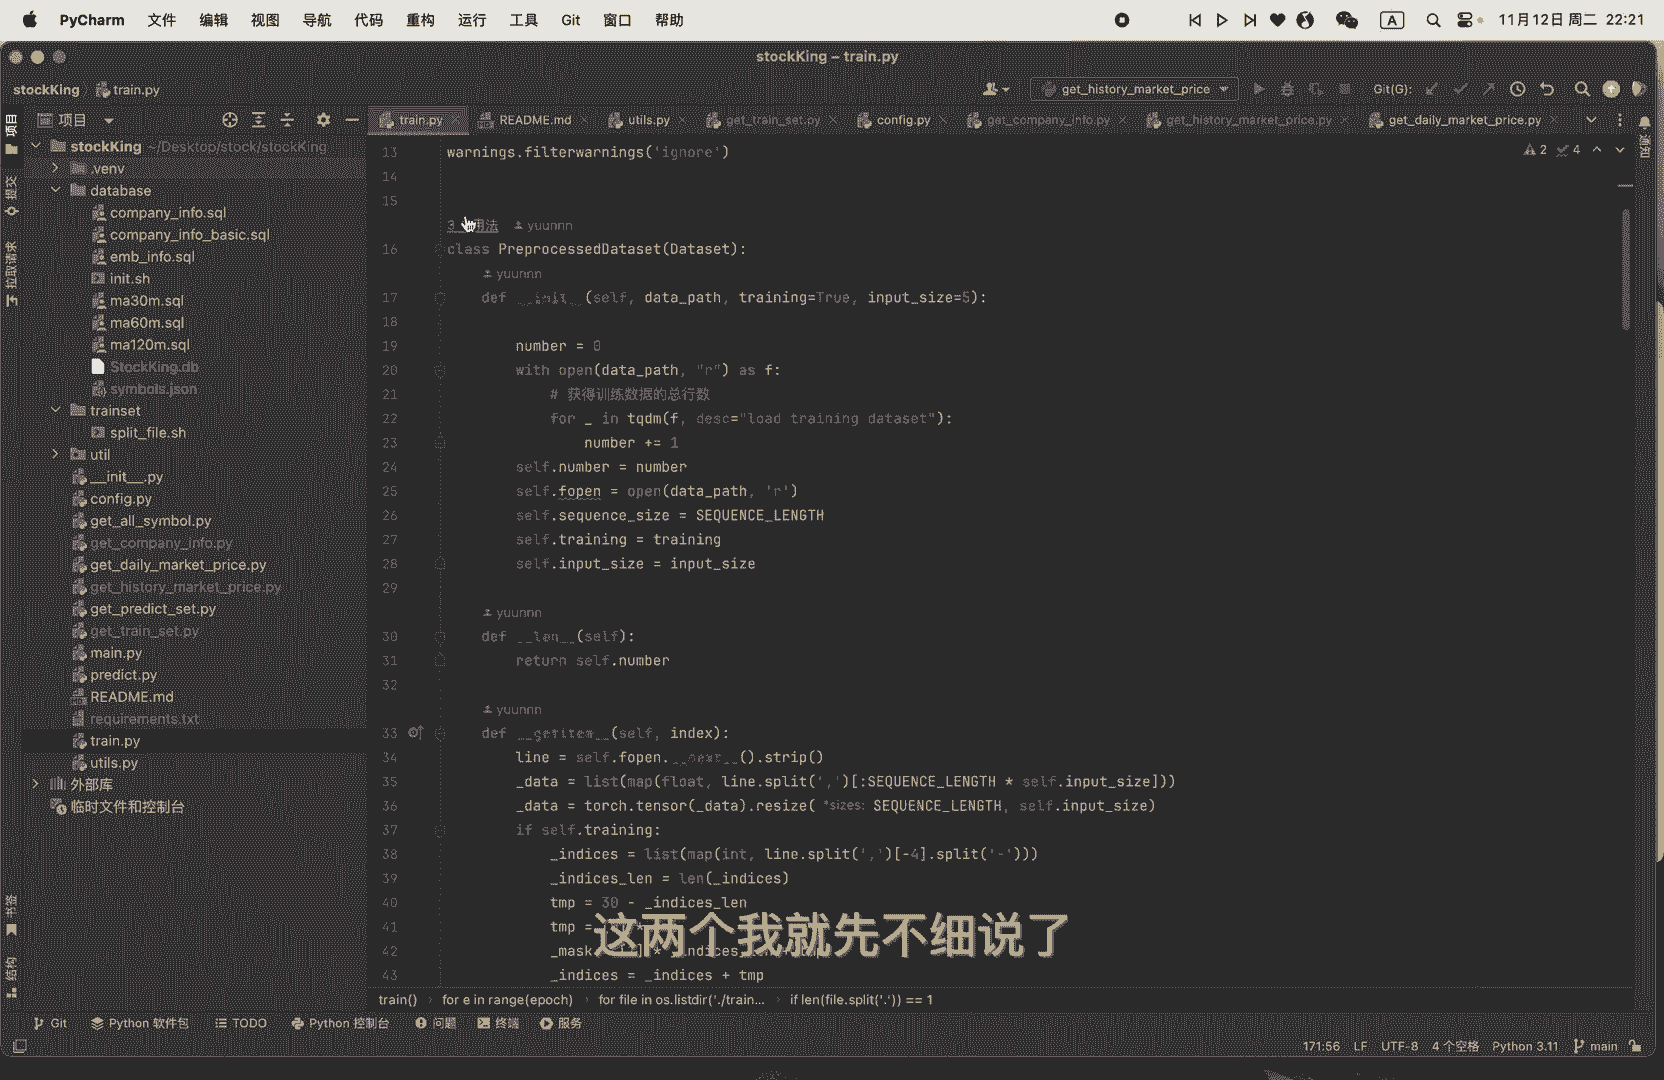 PyCharm 文件 编辑 视图 导航 代码 重构 运行 工具 Git 窗口 帮助 A 11月12日 周二 22:21
stockKing – train.py
stockKing train.py get_history_market_price Git(G):
项目 train.py README.md utils.py get_train_set.py config.py get_company_info.py get_history_market_price.py get_daily_market_price.py
项目
提交
拉取请求
书签
结构
通知
stockKing ~/Desktop/stock/stockKing
.venv
database
company_info.sql
company_info_basic.sql
emb_info.sql
init.sh
ma30m.sql
ma60m.sql
ma120m.sql
StockKing.db
symbols.json
trainset
split_file.sh
util
__init__.py
config.py
get_all_symbol.py
get_company_info.py
get_daily_market_price.py
get_history_market_price.py
get_predict_set.py
get_train_set.py
main.py
predict.py
README.md
requirements.txt
train.py
utils.py
外部库
临时文件和控制台
2 4
13 warnings.filterwarnings('ignore')
14
15
3 用法 yuunnn
16 class PreprocessedDataset(Dataset):
yuunnn
17 def __init__(self, data_path, training=True, input_size=5):
18
19 number = 0
20 with open(data_path, "r") as f:
21 # 获得训练数据的总行数
22 for _ in tqdm(f, desc="load training dataset"):
23 number += 1
24 self.number = number
25 self.fopen = open(data_path, 'r')
26 self.sequence_size = SEQUENCE_LENGTH
27 self.training = training
28 self.input_size = input_size
29
yuunnn
30 def __len__(self):
31 return self.number
32
yuunnn
33 def __getitem__(self, index):
34 line = self.fopen.__next__().strip()
35 _data = list(map(float, line.split(',')[:SEQUENCE_LENGTH * self.input_size]))
36 _data = torch.tensor(_data).resize( *sizes: SEQUENCE_LENGTH, self.input_size)
37 if self.training:
38 _indices = list(map(int, line.split(',')[-4].split('-')))
39 _indices_len = len(_indices)
40 tmp = 30 - _indices_len
41 tmp =
42 _mask
43 _indices = _indices + tmp
这两个我就先不细说了
train() › for e in range(epoch) › for file in os.listdir('./train... › if len(file.split('.')) == 1
Git Python 软件包 TODO Python 控制台 问题 终端 服务
171:56 LF UTF-8 4 个空格 Python 3.11 main